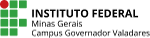 INSTITUTO FEDERAL
Minas Gerais
Campus Governador Valadares